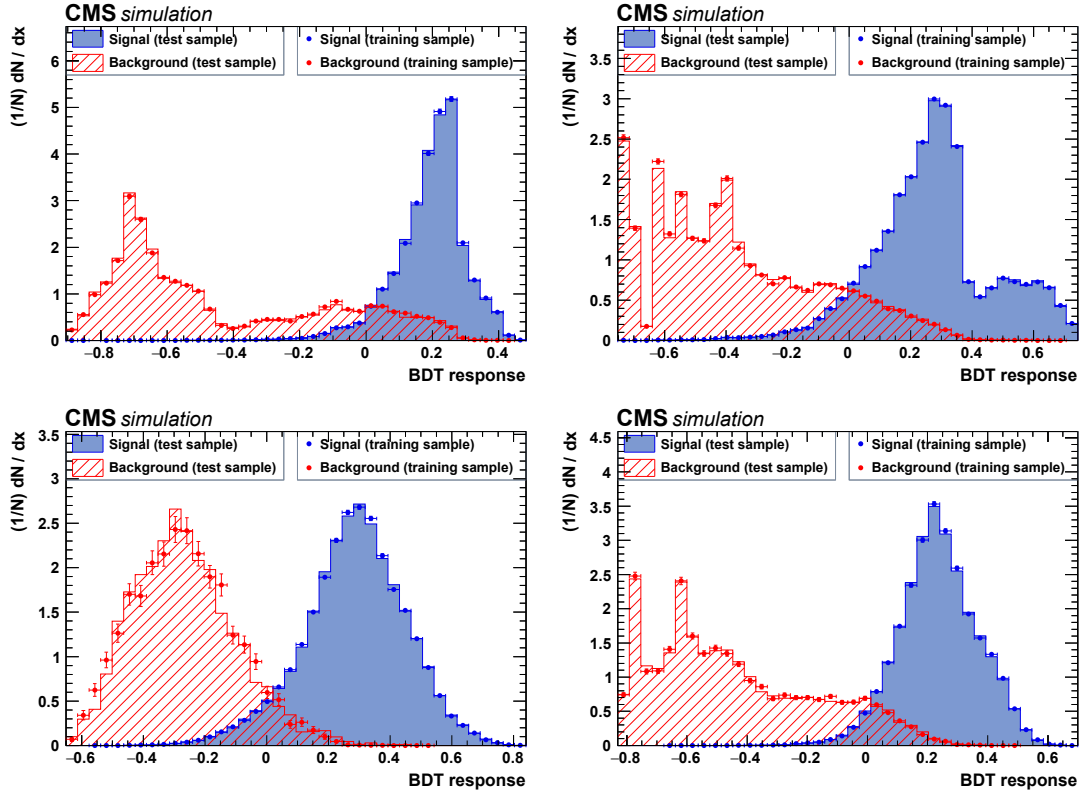 CMS simulation
(1/N) dN / dx
Signal (test sample)
Background (test sample)
Signal (training sample)
Background (training sample)
6
5
4
3
2
1
0
−0.8 −0.6 −0.4 −0.2 0 0.2 0.4
BDT response
CMS simulation
(1/N) dN / dx
Signal (test sample)
Background (test sample)
Signal (training sample)
Background (training sample)
3.5
3
2.5
2
1.5
1
0.5
0
−0.6 −0.4 −0.2 0 0.2 0.4 0.6
BDT response
CMS simulation
(1/N) dN / dx
Signal (test sample)
Background (test sample)
Signal (training sample)
Background (training sample)
3.5
3
2.5
2
1.5
1
0.5
0
−0.6 −0.4 −0.2 0 0.2 0.4 0.6 0.8
BDT response
CMS simulation
(1/N) dN / dx
Signal (test sample)
Background (test sample)
Signal (training sample)
Background (training sample)
4.5
4
3.5
3
2.5
2
1.5
1
0.5
0
−0.8 −0.6 −0.4 −0.2 0 0.2 0.4 0.6
BDT response